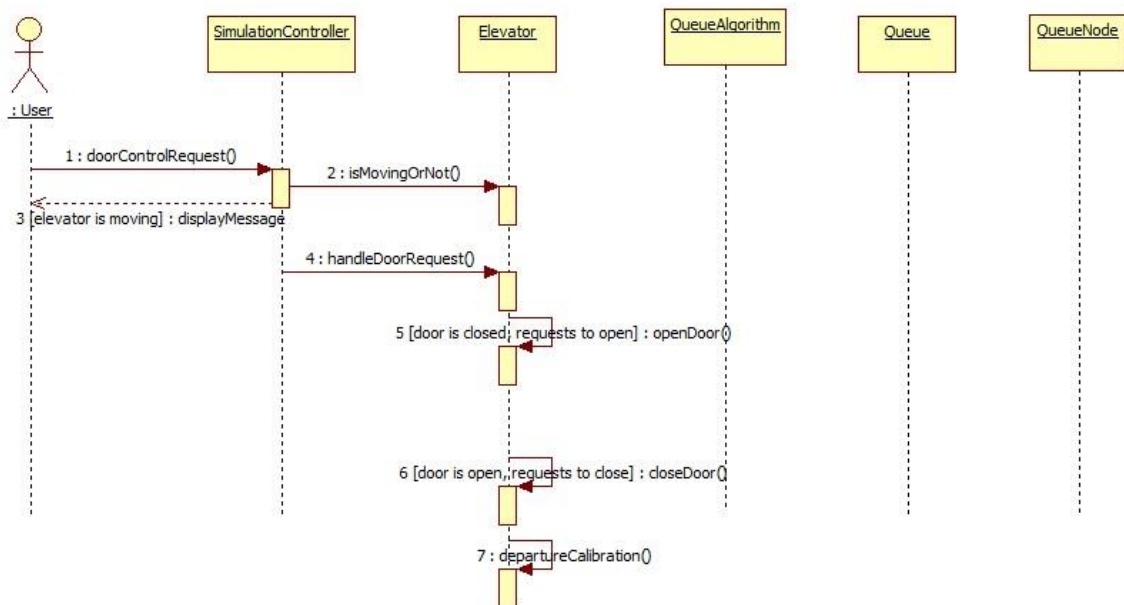 SimulationController
Elevator
QueueAlgorithm
Queue
QueueNode
: User
1 : doorControlRequest()
2 : isMovingOrNot()
3 [elevator is moving] : displayMessage
4 : handleDoorRequest()
5 [door is closed, requests to open] : openDoor()
6 [door is open, requests to close] : closeDoor()
7 : departureCalibration()